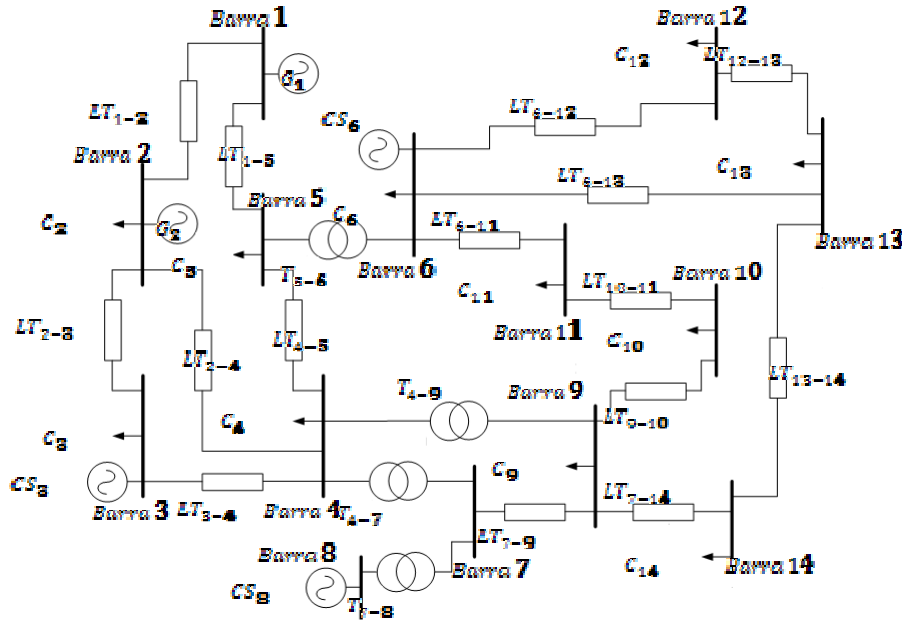 Barra 1
Barra 12
C₁₂
LT₁₂₋₁₃
G₁
LT₁₋₂
LT₆₋₁₂
CS₆
Barra 2
LT₁₋₅
C₁₃
LT₆₋₁₃
Barra 5
C₂
G₂
C₆
LT₆₋₁₁
Barra 13
C₃
T₅₋₆
Barra 6
Barra 10
C₁₁
LT₁₀₋₁₁
LT₂₋₃
Barra 11
C₁₀
LT₂₋₄
LT₄₋₅
LT₁₃₋₁₄
T₄₋₉
Barra 9
C₃
C₄
LT₉₋₁₀
C₉
CS₃
LT₇₋₁₄
Barra 3
LT₃₋₄
Barra 4
T₄₋₇
LT₇₋₉
Barra 8
Barra 7
C₁₄
Barra 14
CS₈